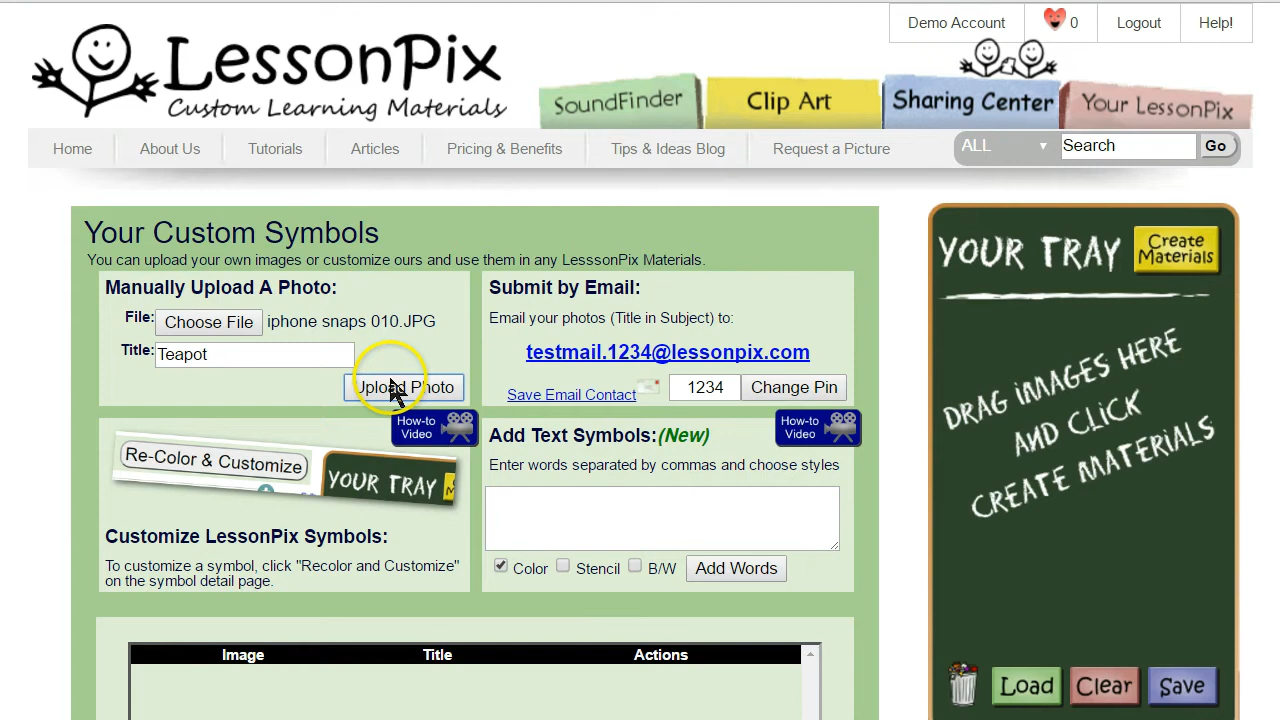 Demo Account 0 Logout Help!
LessonPix
Custom Learning Materials
SoundFinder Clip Art Sharing Center Your LessonPix
Home About Us Tutorials Articles Pricing & Benefits Tips & Ideas Blog Request a Picture ALL ▼ Search Go
Your Custom Symbols
You can upload your own images or customize ours and use them in any LesssonPix Materials.
Manually Upload A Photo:
File: Choose File iphone snaps 010.JPG
Title: Teapot
Upload Photo
How-to
Video
Submit by Email:
Email your photos (Title in Subject) to:
testmail.1234@lessonpix.com
Save Email Contact 1234 Change Pin
How-to
Video
Re-Color & Customize
YOUR TRAY
Customize LessonPix Symbols:
To customize a symbol, click "Recolor and Customize"
on the symbol detail page.
Add Text Symbols:(New)
Enter words separated by commas and choose styles
Color Stencil B/W Add Words
Image Title Actions
YOUR TRAY
Create
Materials
DRAG IMAGES HERE
AND CLICK
CREATE MATERIALS
Load Clear Save